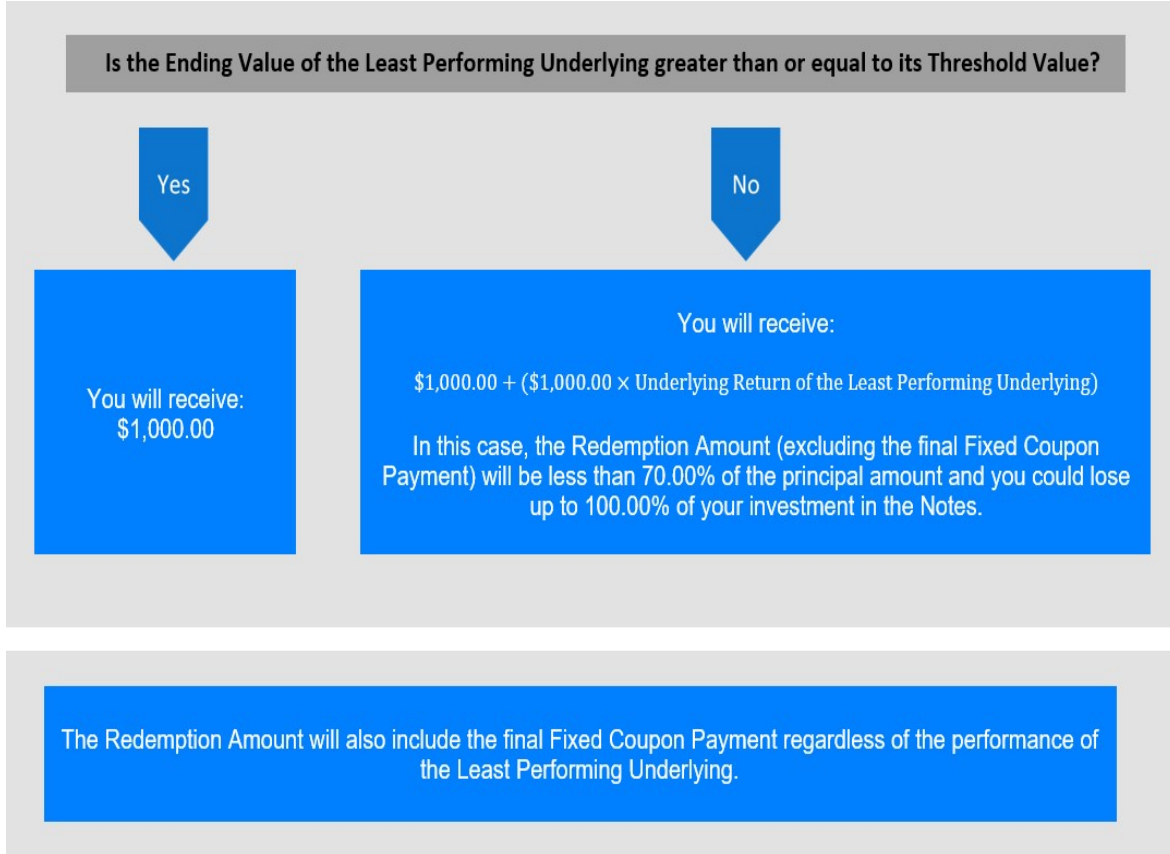 Is the Ending Value of the Least Performing Underlying greater than or equal to its Threshold Value?
Yes
No
You will receive:
$1,000.00
You will receive:
$1,000.00 + ($1,000.00 × Underlying Return of the Least Performing Underlying)
In this case, the Redemption Amount (excluding the final Fixed Coupon
Payment) will be less than 70.00% of the principal amount and you could lose
up to 100.00% of your investment in the Notes.
The Redemption Amount will also include the final Fixed Coupon Payment regardless of the performance of
the Least Performing Underlying.